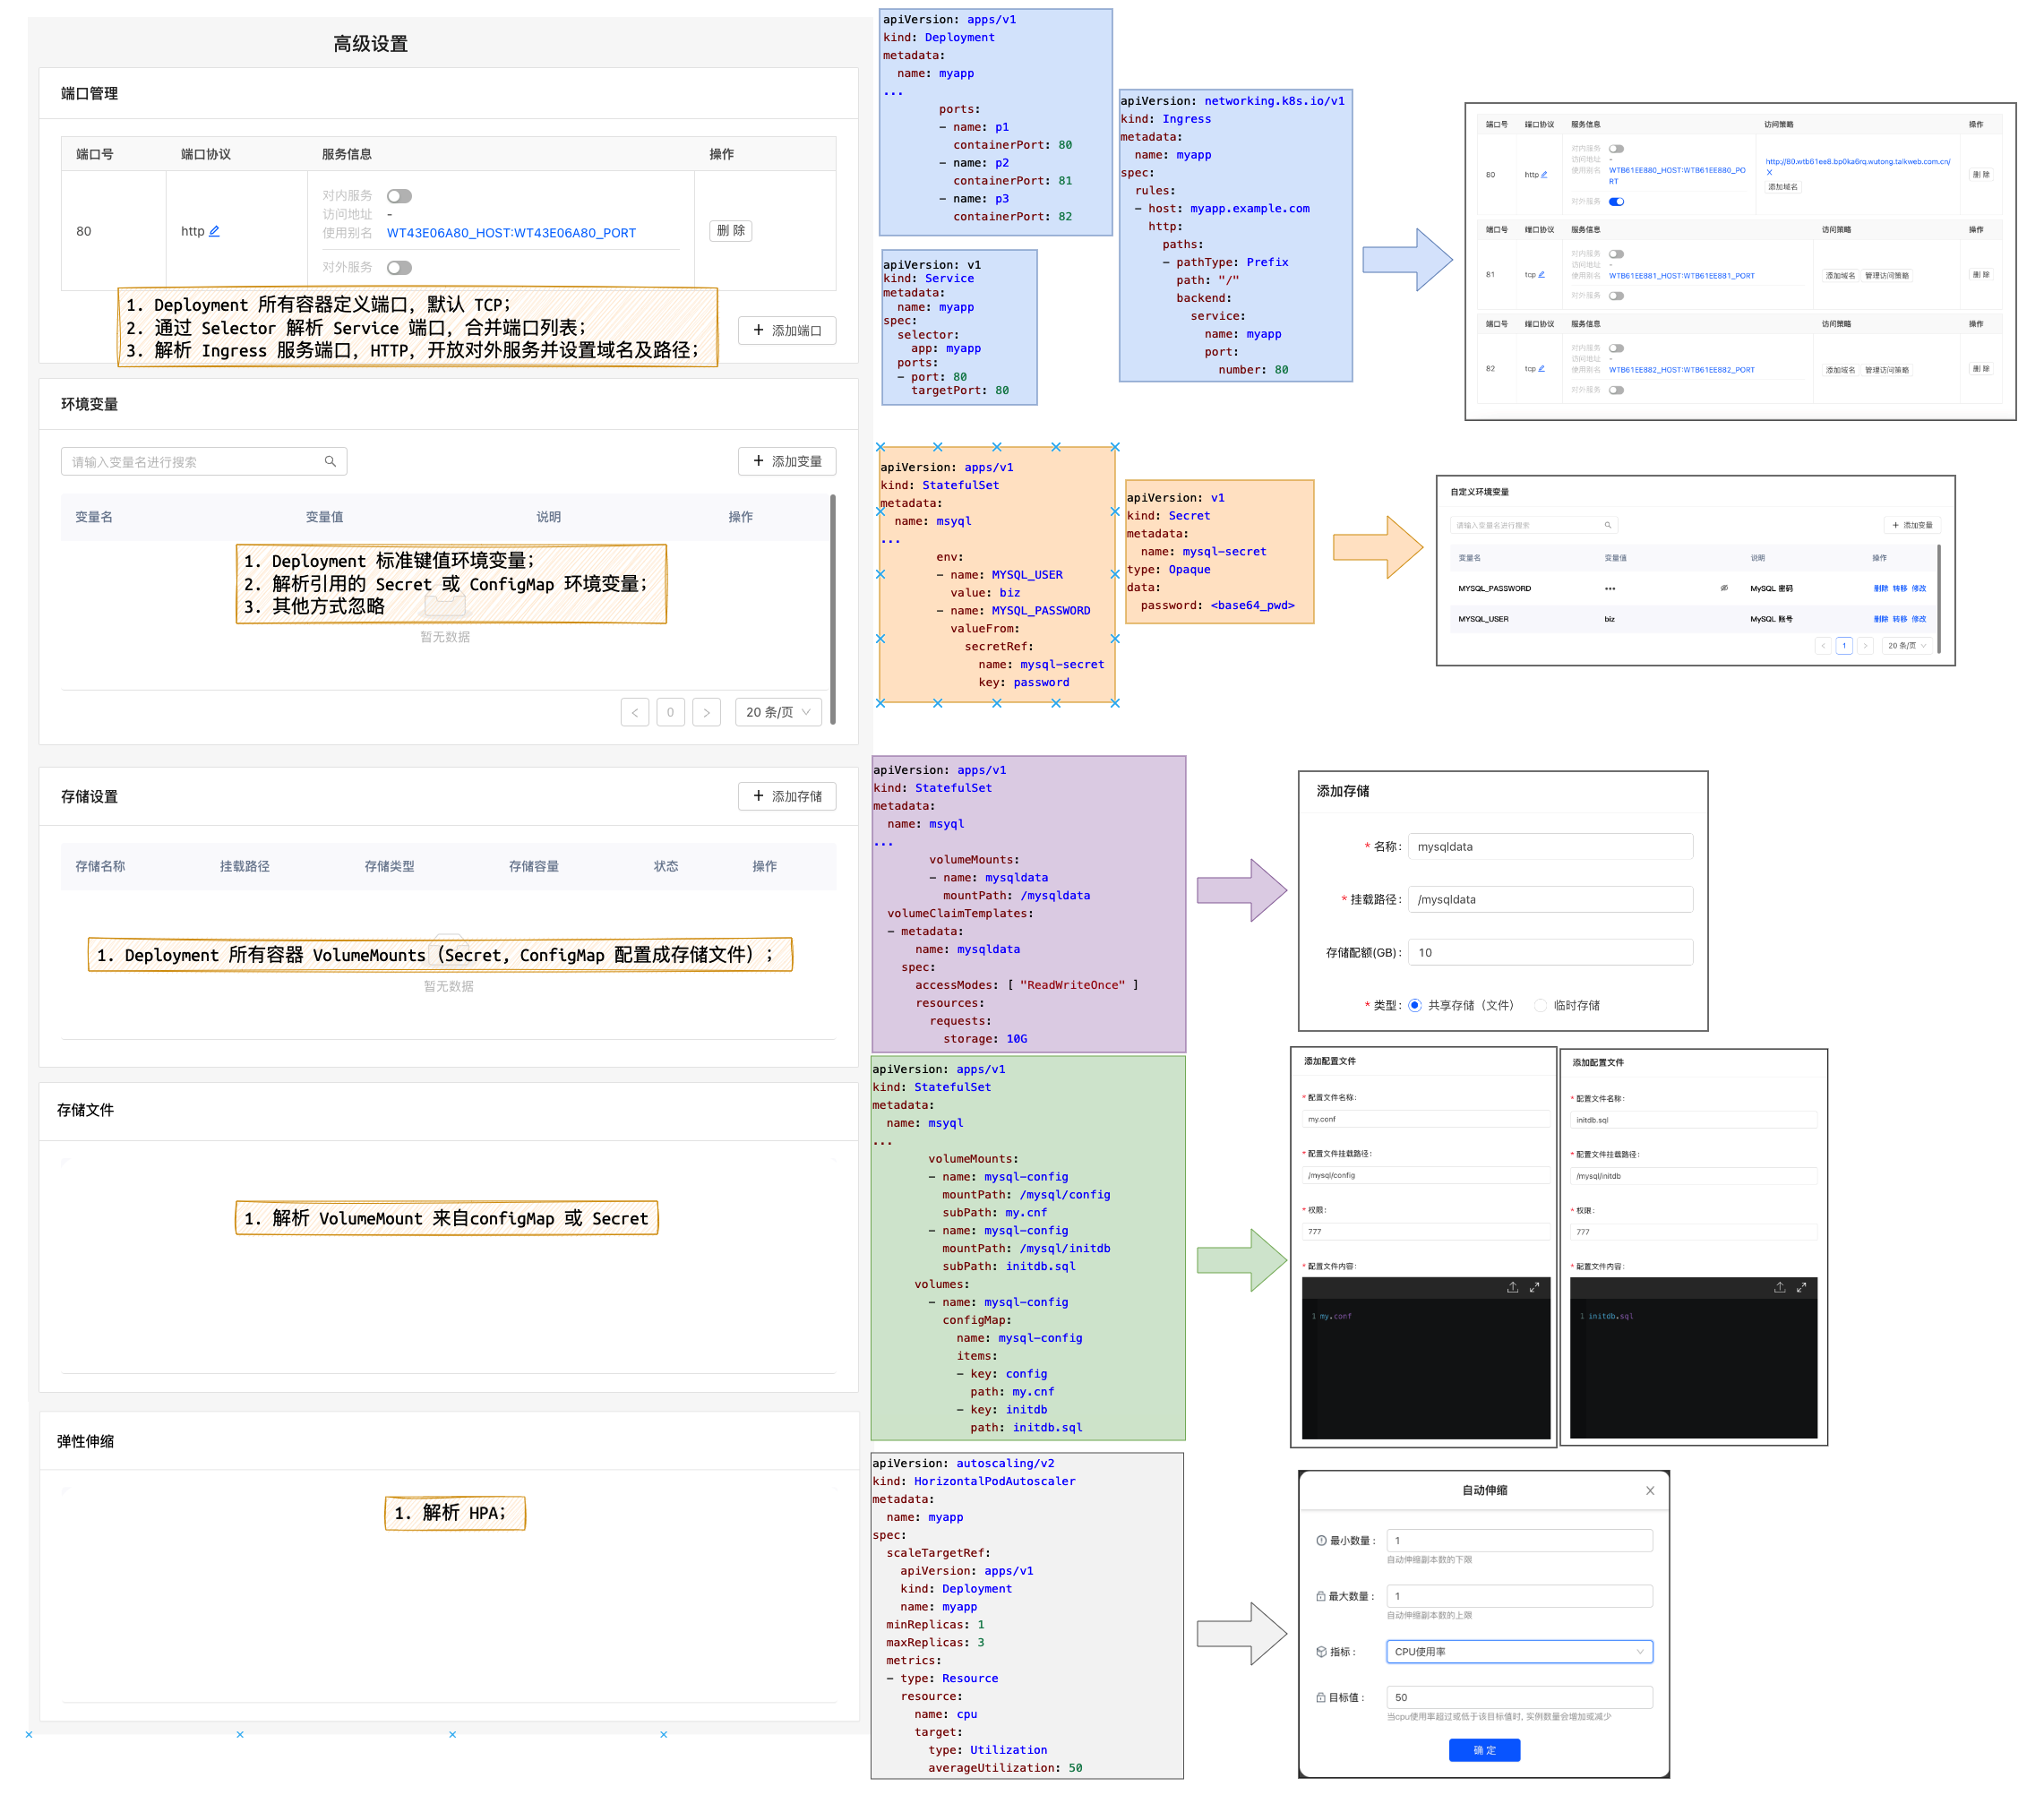 高级设置
端口管理
端口号 端口协议 服务信息 操作
80 http 对内服务
访问地址 -
使用别名 WT43E06A80_HOST:WT43E06A80_PORT
对外服务
删 除
1. Deployment 所有容器定义端口，默认 TCP；
2. 通过 Selector 解析 Service 端口，合并端口列表；
3. 解析 Ingress 服务端口，HTTP，开放对外服务并设置域名及路径；
+ 添加端口
环境变量
请输入变量名进行搜索
+ 添加变量
变量名 变量值 说明 操作
1. Deployment 标准键值环境变量；
2. 解析引用的 Secret 或 ConfigMap 环境变量；
3. 其他方式忽略
暂无数据
< 0 > 20 条/页
存储设置
+ 添加存储
存储名称 挂载路径 存储类型 存储容量 状态 操作
1. Deployment 所有容器 VolumeMounts（Secret, ConfigMap 配置成存储文件）；
暂无数据
存储文件
1. 解析 VolumeMount 来自configMap 或 Secret
弹性伸缩
1. 解析 HPA；
apiVersion: apps/v1
kind: Deployment
metadata:
name: myapp
...
ports:
- name: p1
containerPort: 80
- name: p2
containerPort: 81
- name: p3
containerPort: 82
apiVersion: v1
kind: Service
metadata:
name: myapp
spec:
selector:
app: myapp
ports:
- port: 80
targetPort: 80
apiVersion: networking.k8s.io/v1
kind: Ingress
metadata:
name: myapp
spec:
rules:
- host: myapp.example.com
http:
paths:
- pathType: Prefix
path: "/"
backend:
service:
name: myapp
port:
number: 80
端口号 端口协议 服务信息 访问策略 操作
80 http 对内服务
访问地址 -
使用别名 WTB61EE880_HOST:WTB61EE880_PO
RT
对外服务
http://80.wtb61ee8.bp0ka6rq.wutong.talkweb.com.cn/
X
添加域名
删 除
端口号 端口协议 服务信息 访问策略 操作
81 tcp 对内服务
访问地址 -
使用别名 WTB61EE881_HOST:WTB61EE881_PORT
对外服务
添加域名 管理访问策略
删 除
端口号 端口协议 服务信息 访问策略 操作
82 tcp 对内服务
访问地址 -
使用别名 WTB61EE882_HOST:WTB61EE882_PORT
对外服务
添加域名 管理访问策略
删 除
apiVersion: apps/v1
kind: StatefulSet
metadata:
name: msyql
...
env:
- name: MYSQL_USER
value: biz
- name: MYSQL_PASSWORD
valueFrom:
secretRef:
name: mysql-secret
key: password
apiVersion: v1
kind: Secret
metadata:
name: mysql-secret
type: Opaque
data:
password: <base64_pwd>
自定义环境变量
请输入变量名进行搜索
+ 添加变量
变量名 变量值 说明 操作
MYSQL_PASSWORD ••• MySQL 密码 删除 转移 修改
MYSQL_USER biz MySQL 账号 删除 转移 修改
< 1 > 20 条/页
apiVersion: apps/v1
kind: StatefulSet
metadata:
name: msyql
...
volumeMounts:
- name: mysqldata
mountPath: /mysqldata
volumeClaimTemplates:
- metadata:
name: mysqldata
spec:
accessModes: [ "ReadWriteOnce" ]
resources:
requests:
storage: 10G
添加存储
* 名称: mysqldata
* 挂载路径: /mysqldata
存储配额(GB): 10
* 类型: 共享存储（文件） 临时存储
apiVersion: apps/v1
kind: StatefulSet
metadata:
name: msyql
...
volumeMounts:
- name: mysql-config
mountPath: /mysql/config
subPath: my.cnf
- name: mysql-config
mountPath: /mysql/initdb
subPath: initdb.sql
volumes:
- name: mysql-config
configMap:
name: mysql-config
items:
- key: config
path: my.cnf
- key: initdb
path: initdb.sql
添加配置文件
* 配置文件名称:
my.conf
* 配置文件挂载路径:
/mysql/config
* 权限:
777
* 配置文件内容:
1 my.conf
添加配置文件
* 配置文件名称:
initdb.sql
* 配置文件挂载路径:
/mysql/initdb
* 权限:
777
* 配置文件内容:
1 initdb.sql
apiVersion: autoscaling/v2
kind: HorizontalPodAutoscaler
metadata:
name: myapp
spec:
scaleTargetRef:
apiVersion: apps/v1
kind: Deployment
name: myapp
minReplicas: 1
maxReplicas: 3
metrics:
- type: Resource
resource:
name: cpu
target:
type: Utilization
averageUtilization: 50
自动伸缩
最小数量 : 1
自动伸缩副本数的下限
最大数量 : 1
自动伸缩副本数的上限
指标 : CPU使用率
目标值 : 50
当cpu使用率超过或低于该目标值时, 实例数量会增加或减少
确 定